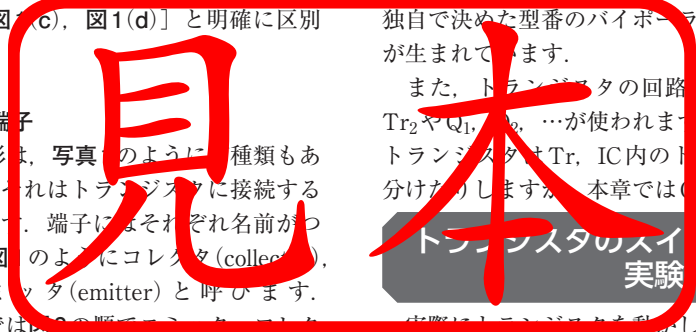 見本
図1(c)，図1(d)］と明確に区別
端子
は，写真のように種類もあ
それはトランジスタに接続する
す．端子にはそれぞれ名前がつ
図のようにコレクタ(collector)，
ッタ(emitter)と呼びます．
独自で決めた型番のバイポーラ
が生まれています．
また，トランジスタの回路
Tr₂やQ₁，Q₂，…が使われます
トランジスタはTr，IC内のト
分けたりしますが，本章では
トランジスタのスイ
実験